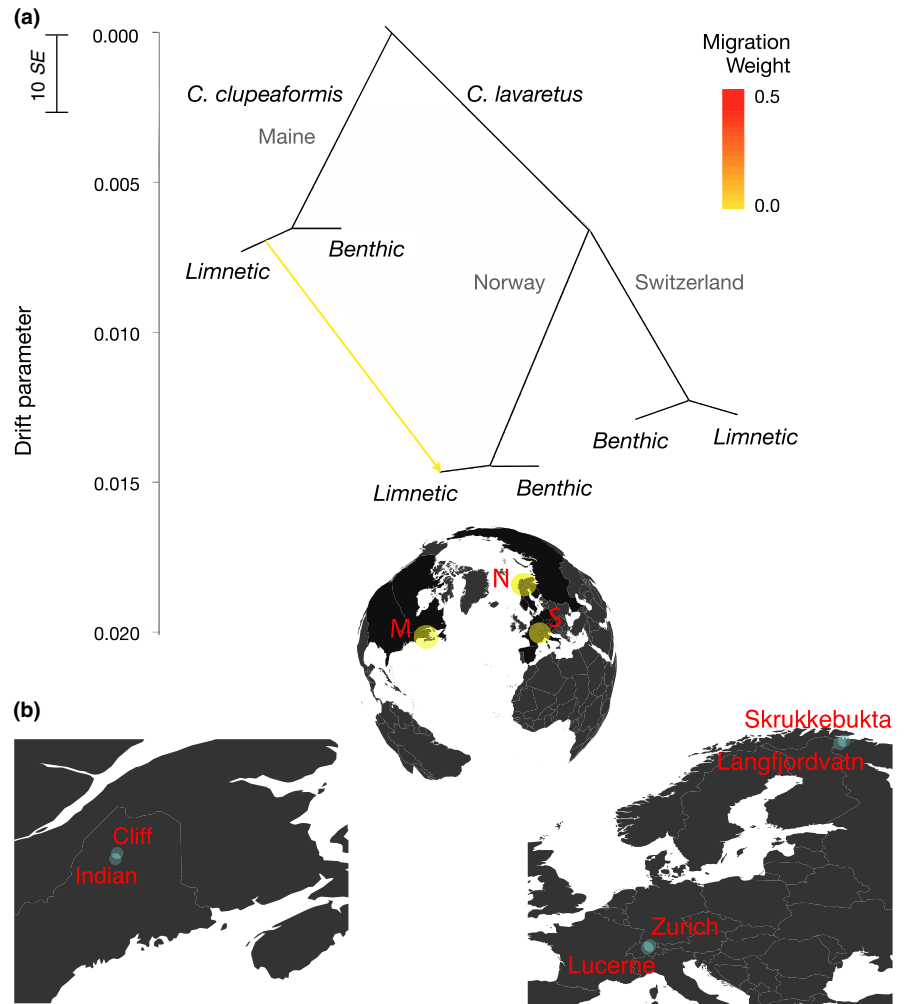 (a)
0.000
10 SE
Migration
Weight
0.5
0.0
C. clupeaformis
C. lavaretus
Maine
0.005
Benthic
Limnetic
Norway
Switzerland
0.010
Drift parameter
Benthic
Limnetic
0.015
Limnetic
Benthic
N
S
M
0.020
(b)
Skrukkebukta
Langfjordvatn
Cliff
Indian
Zurich
Lucerne